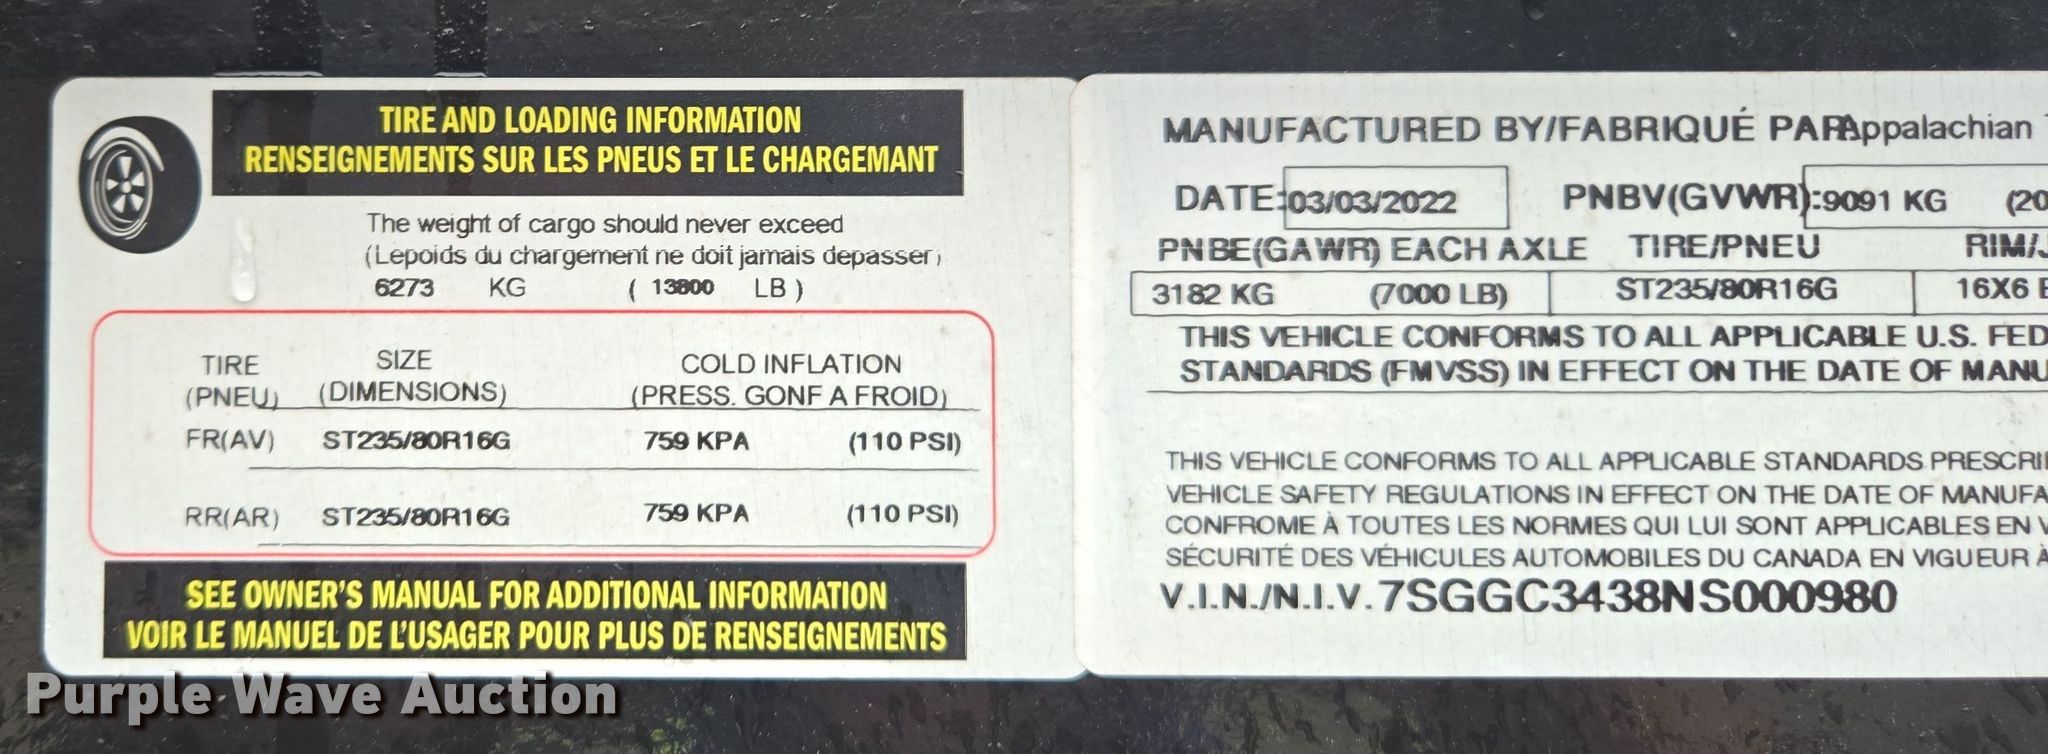 TIRE AND LOADING INFORMATION
RENSEIGNEMENTS SUR LES PNEUS ET LE CHARGEMANT
The weight of cargo should never exceed
(Lepoids du chargement ne doit jamais depasser)
6273 KG (13800 LB)
TIRE SIZE COLD INFLATION
(PNEU) (DIMENSIONS) (PRESS. GONF A FROID)
FR(AV) ST235/80R16G 759 KPA (110 PSI)
RR(AR) ST235/80R16G 759 KPA (110 PSI)
SEE OWNER'S MANUAL FOR ADDITIONAL INFORMATION
VOIR LE MANUEL DE L'USAGER POUR PLUS DE RENSEIGNEMENTS
MANUFACTURED BY/FABRIQUÉ PAR Appalachian
DATE: 03/03/2022 PNBV(GVWR): 9091 KG (20
PNBE(GAWR) EACH AXLE TIRE/PNEU RIM/J
3182 KG (7000 LB) ST235/80R16G 16X6
THIS VEHICLE CONFORMS TO ALL APPLICABLE U.S. FED
STANDARDS (FMVSS) IN EFFECT ON THE DATE OF MANU
THIS VEHICLE CONFORMS TO ALL APPLICABLE STANDARDS PRESCRI
VEHICLE SAFETY REGULATIONS IN EFFECT ON THE DATE OF MANUFA
CONFROME À TOUTES LES NORMES QUI LUI SONT APPLICABLES EN V
SÉCURITÉ DES VÉHICULES AUTOMOBILES DU CANADA EN VIGUEUR À
V.I.N./N.I.V. 7SGGC3438NS000980
Purple Wave Auction